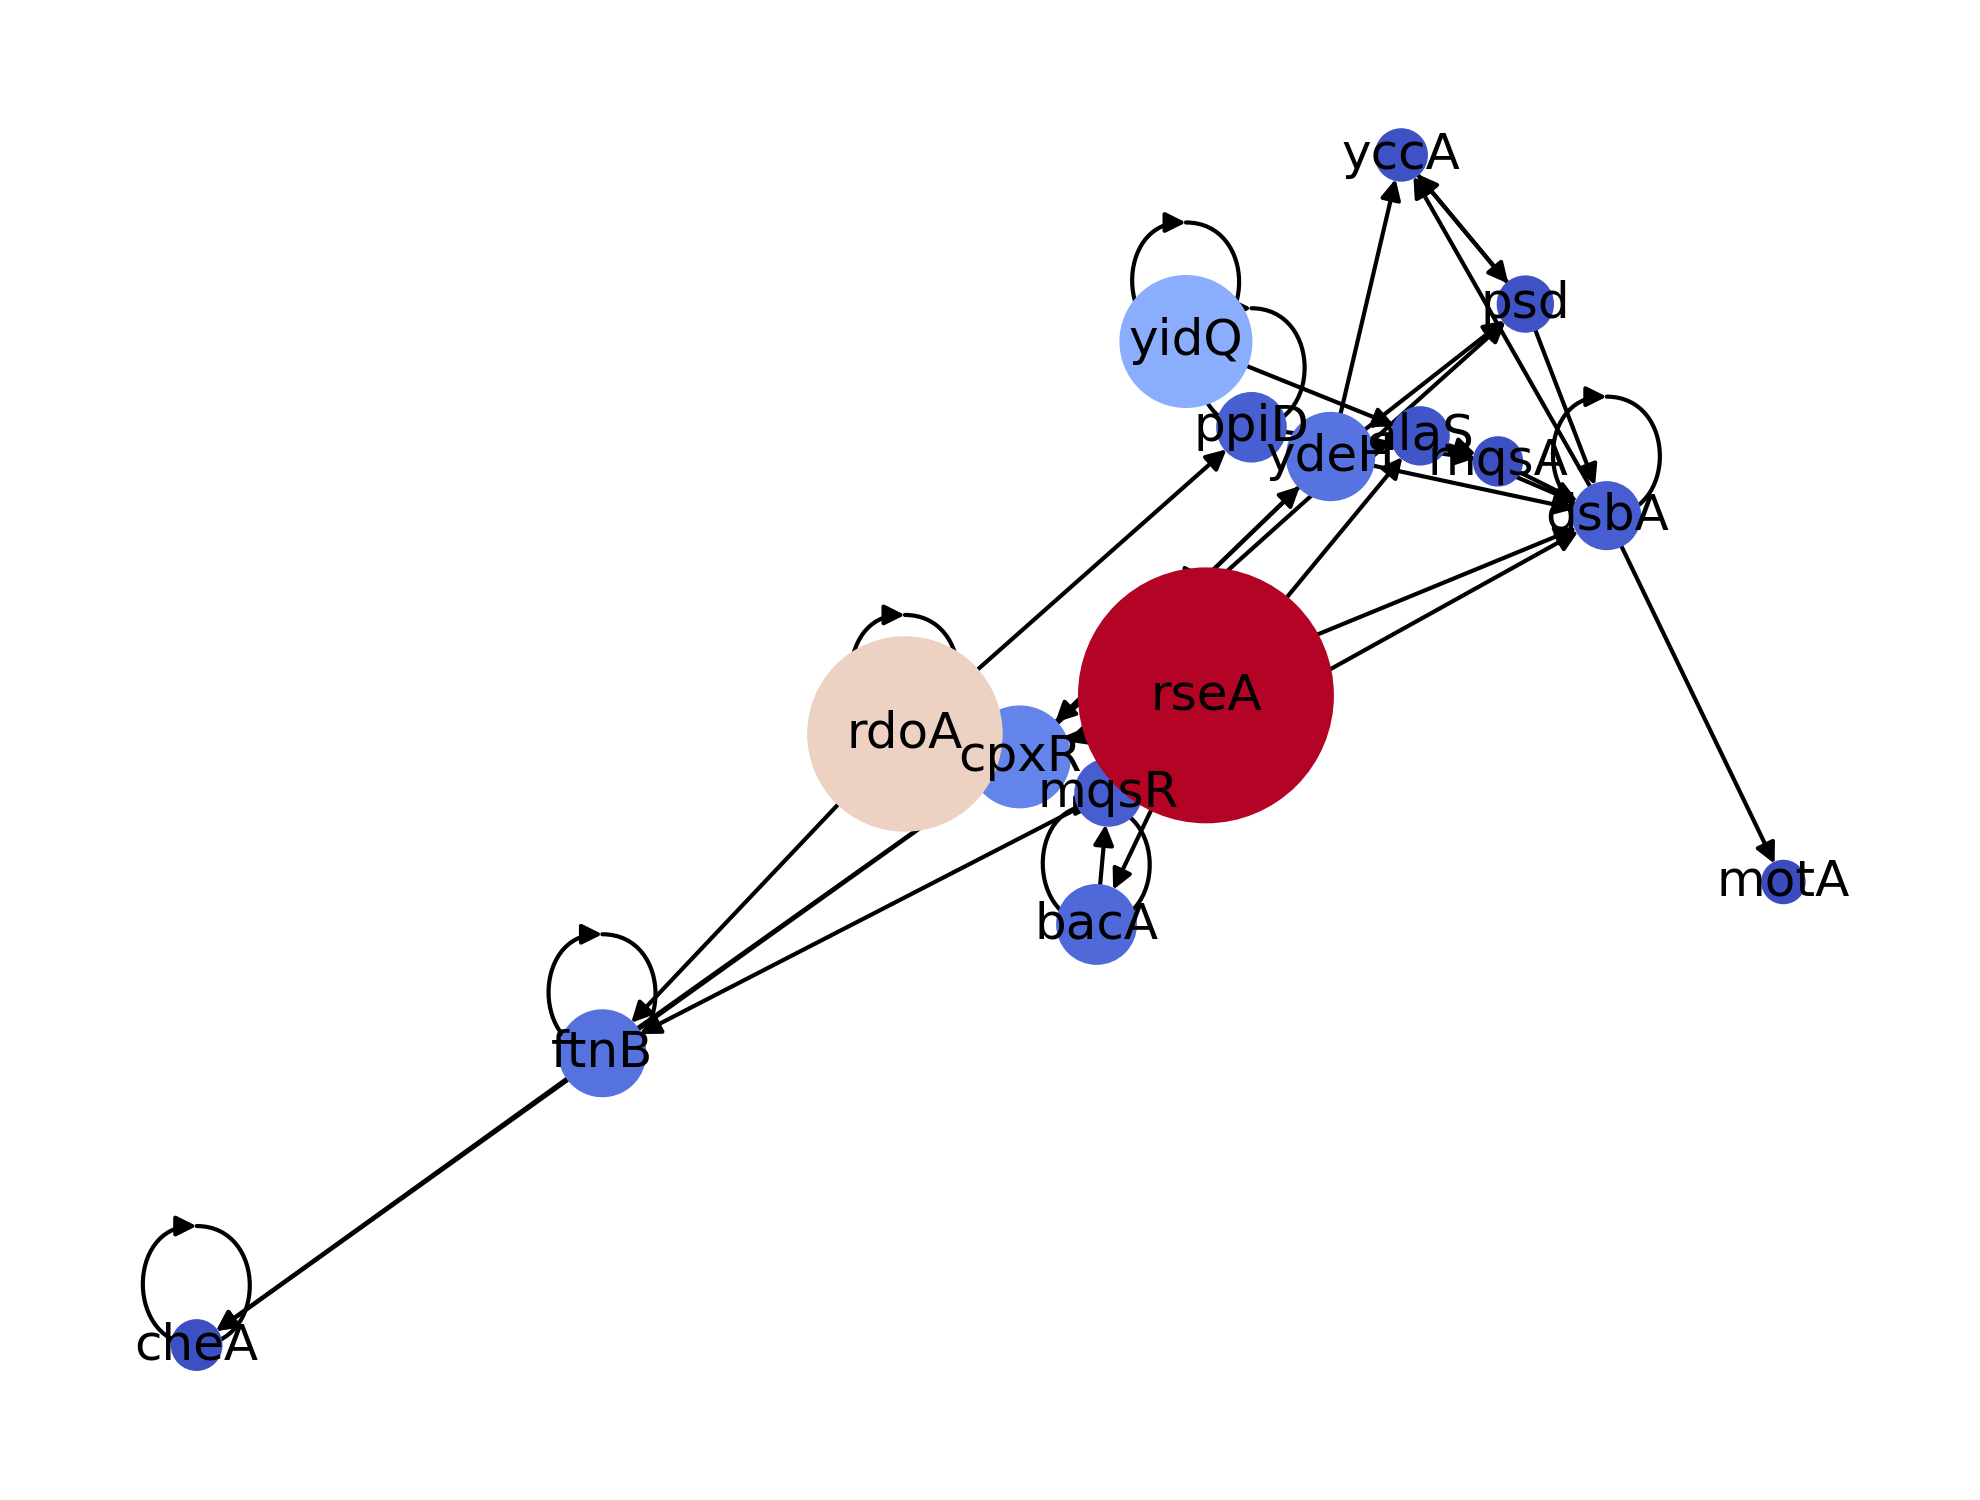 yccA
psd
yidQ
ppiD
ydeH
alaS
mqsA
dsbA
rseA
rdoA
cpxR
mqsR
motA
bacA
ftnB
cheA